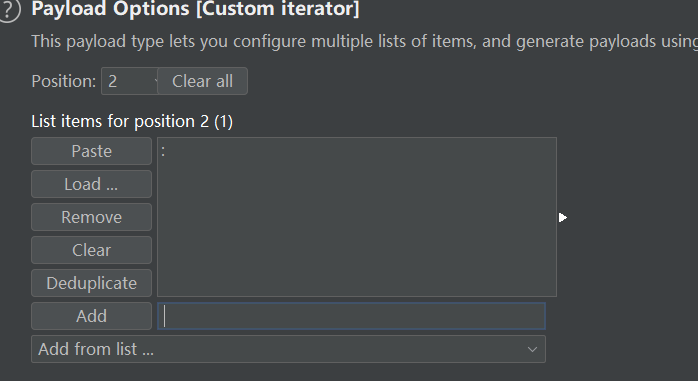 ? Payload Options [Custom iterator]
This payload type lets you configure multiple lists of items, and generate payloads using
Position: 2 Clear all
List items for position 2 (1)
Paste :
Load ...
Remove
Clear
Deduplicate
Add
Add from list ...